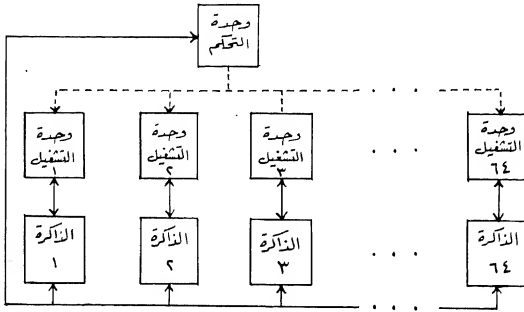 وحدة
التحكم
. . .
وحدة
التشغيل
١
وحدة
التشغيل
٢
وحدة
التشغيل
٣
. . .
وحدة
التشغيل
٦٤
الذاكرة
١
الذاكرة
٢
الذاكرة
٣
. . .
الذاكرة
٦٤
. . .